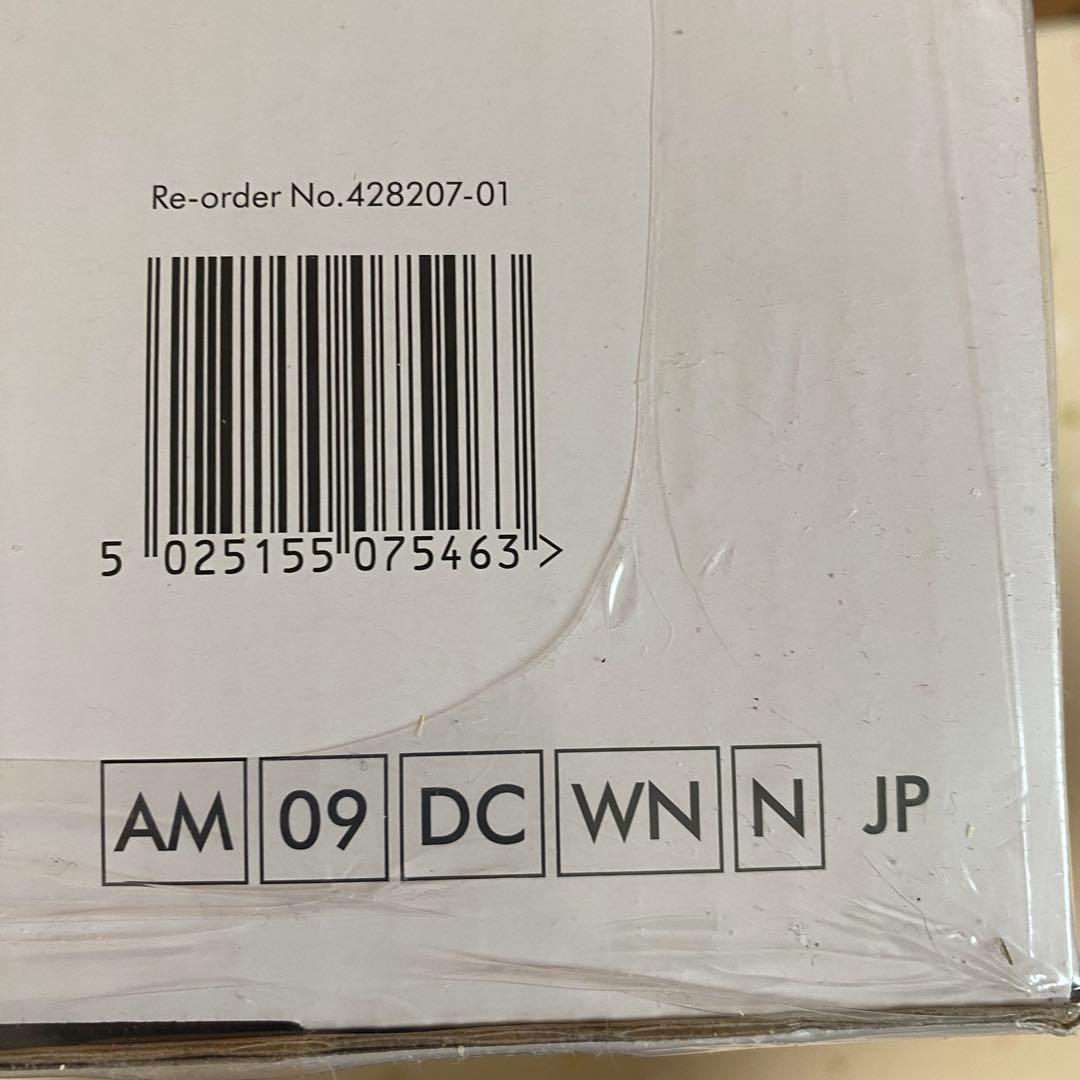 Re-order No.428207-01
5 025155 075463 >
AM 09 DC WN N JP